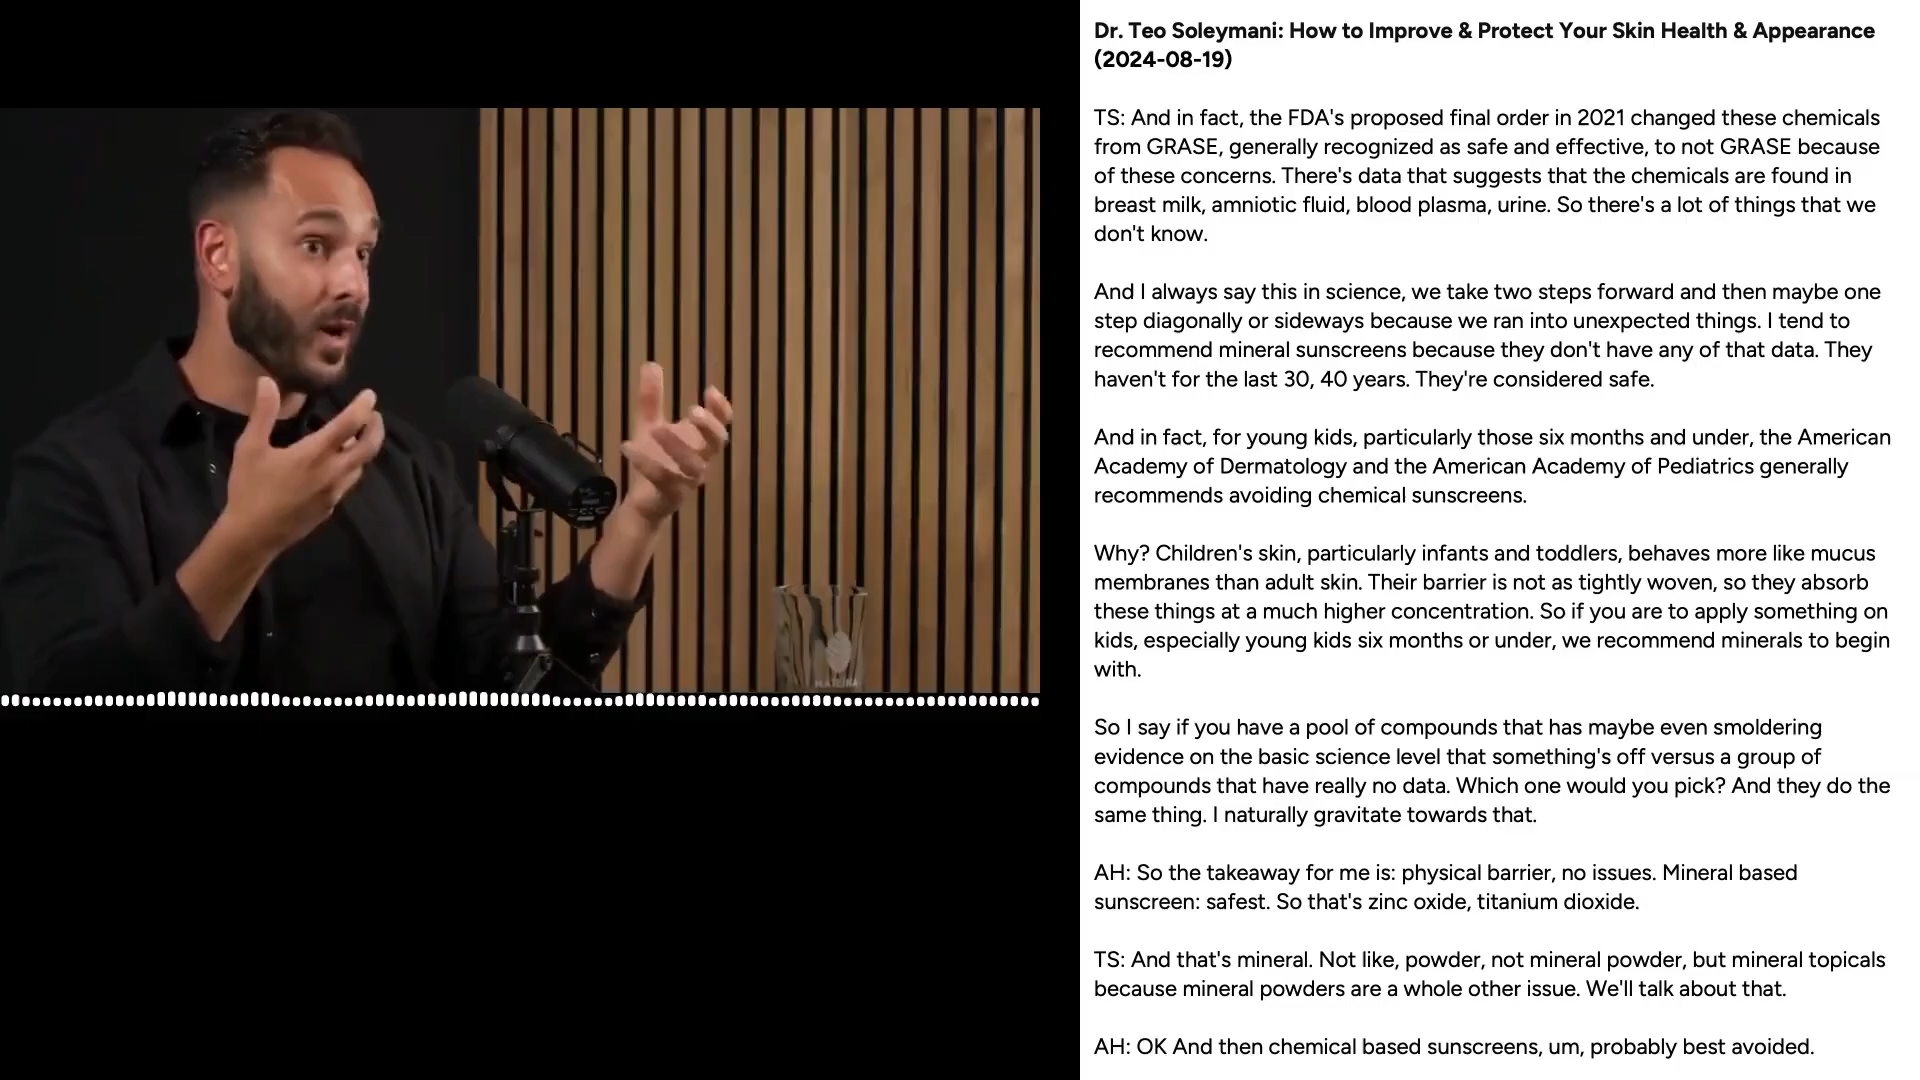 Dr. Teo Soleymani: How to Improve & Protect Your Skin Health & Appearance
(2024-08-19)
TS: And in fact, the FDA's proposed final order in 2021 changed these chemicals
from GRASE, generally recognized as safe and effective, to not GRASE because
of these concerns. There's data that suggests that the chemicals are found in
breast milk, amniotic fluid, blood plasma, urine. So there's a lot of things that we
don't know.
And I always say this in science, we take two steps forward and then maybe one
step diagonally or sideways because we ran into unexpected things. I tend to
recommend mineral sunscreens because they don't have any of that data. They
haven't for the last 30, 40 years. They're considered safe.
And in fact, for young kids, particularly those six months and under, the American
Academy of Dermatology and the American Academy of Pediatrics generally
recommends avoiding chemical sunscreens.
Why? Children's skin, particularly infants and toddlers, behaves more like mucus
membranes than adult skin. Their barrier is not as tightly woven, so they absorb
these things at a much higher concentration. So if you are to apply something on
kids, especially young kids six months or under, we recommend minerals to begin
with.
So I say if you have a pool of compounds that has maybe even smoldering
evidence on the basic science level that something's off versus a group of
compounds that have really no data. Which one would you pick? And they do the
same thing. I naturally gravitate towards that.
AH: So the takeaway for me is: physical barrier, no issues. Mineral based
sunscreen: safest. So that's zinc oxide, titanium dioxide.
TS: And that's mineral. Not like, powder, not mineral powder, but mineral topicals
because mineral powders are a whole other issue. We'll talk about that.
AH: OK And then chemical based sunscreens, um, probably best avoided.